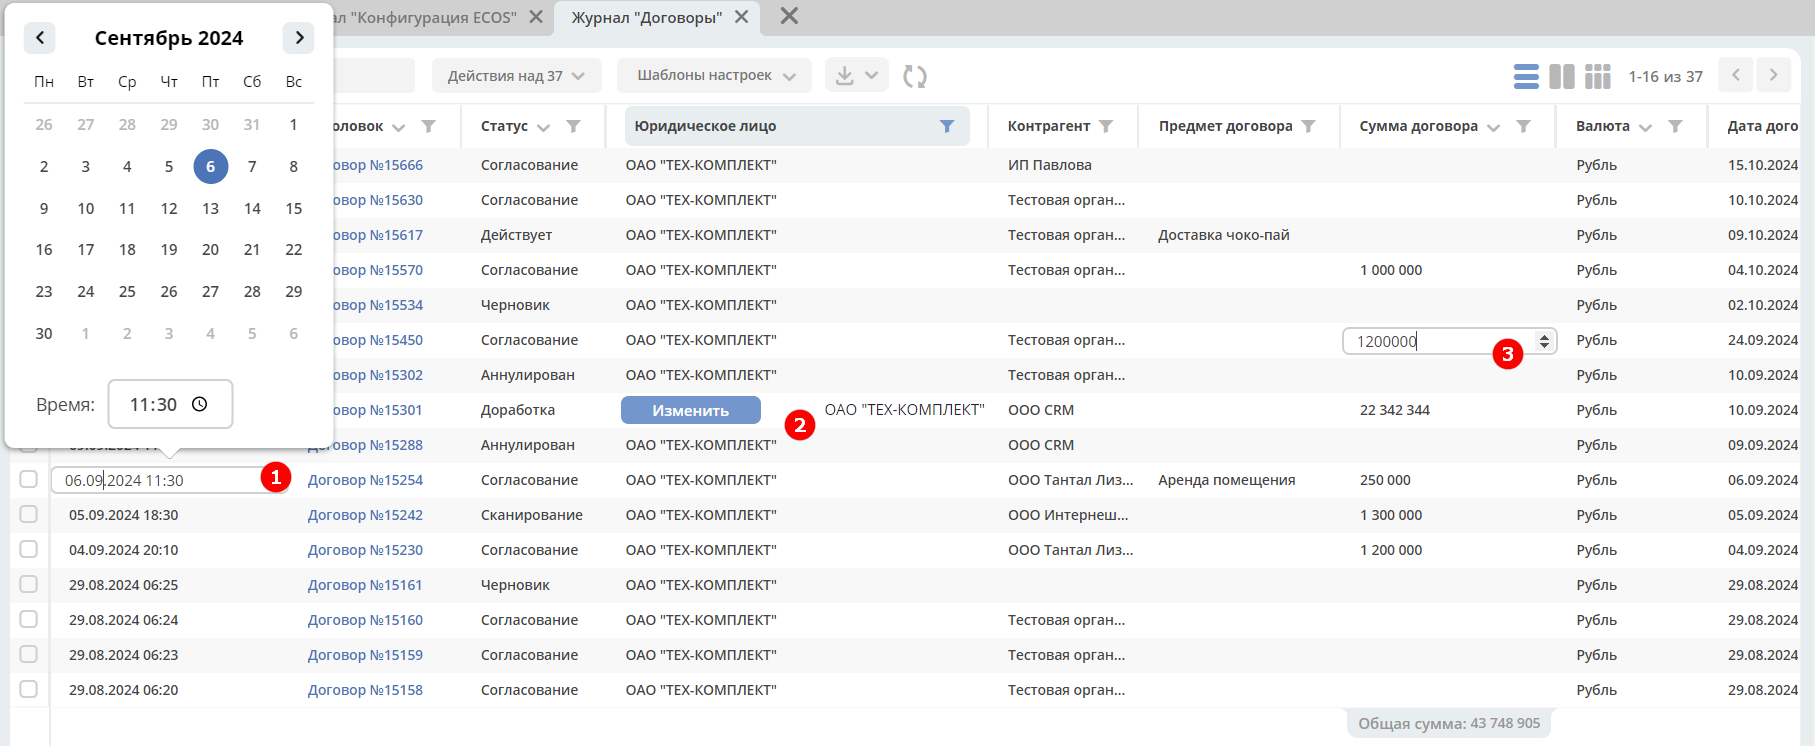 ал "Конфигурация ECOS" Журнал "Договоры"
Сентябрь 2024
Пн Вт Ср Чт Пт Сб Вс
26 27 28 29 30 31 1
2 3 4 5 6 7 8
9 10 11 12 13 14 15
16 17 18 19 20 21 22
23 24 25 26 27 28 29
30 1 2 3 4 5 6
Время: 11:30
Действия над 37 Шаблоны настроек 1-16 из 37
оловок Статус Юридическое лицо Контрагент Предмет договора Сумма договора Валюта Дата дого
овор №15666 Согласование ОАО "ТЕХ-КОМПЛЕКТ" ИП Павлова Рубль 15.10.2024
овор №15630 Согласование ОАО "ТЕХ-КОМПЛЕКТ" Тестовая орган... Рубль 10.10.2024
овор №15617 Действует ОАО "ТЕХ-КОМПЛЕКТ" Тестовая орган... Доставка чоко-пай Рубль 09.10.2024
овор №15570 Согласование ОАО "ТЕХ-КОМПЛЕКТ" Тестовая орган... 1 000 000 Рубль 04.10.2024
овор №15534 Черновик ОАО "ТЕХ-КОМПЛЕКТ" Рубль 02.10.2024
овор №15450 Согласование ОАО "ТЕХ-КОМПЛЕКТ" Тестовая орган... 1200000 3 Рубль 24.09.2024
овор №15302 Аннулирован ОАО "ТЕХ-КОМПЛЕКТ" Тестовая орган... Рубль 10.09.2024
овор №15301 Доработка Изменить 2 ОАО "ТЕХ-КОМПЛЕКТ" ООО CRM 22 342 344 Рубль 10.09.2024
овор №15288 Аннулирован ОАО "ТЕХ-КОМПЛЕКТ" ООО CRM Рубль 09.09.2024
06.09.2024 11:30 1 Договор №15254 Согласование ОАО "ТЕХ-КОМПЛЕКТ" ООО Тантал Лиз... Аренда помещения 250 000 Рубль 06.09.2024
05.09.2024 18:30 Договор №15242 Сканирование ОАО "ТЕХ-КОМПЛЕКТ" ООО Интернеш... 1 300 000 Рубль 05.09.2024
04.09.2024 20:10 Договор №15230 Согласование ОАО "ТЕХ-КОМПЛЕКТ" ООО Тантал Лиз... 1 200 000 Рубль 04.09.2024
29.08.2024 06:25 Договор №15161 Черновик ОАО "ТЕХ-КОМПЛЕКТ" Рубль 29.08.2024
29.08.2024 06:24 Договор №15160 Согласование ОАО "ТЕХ-КОМПЛЕКТ" Тестовая орган... Рубль 29.08.2024
29.08.2024 06:23 Договор №15159 Согласование ОАО "ТЕХ-КОМПЛЕКТ" Тестовая орган... Рубль 29.08.2024
29.08.2024 06:20 Договор №15158 Согласование ОАО "ТЕХ-КОМПЛЕКТ" Тестовая орган... Рубль 29.08.2024
Общая сумма: 43 748 905